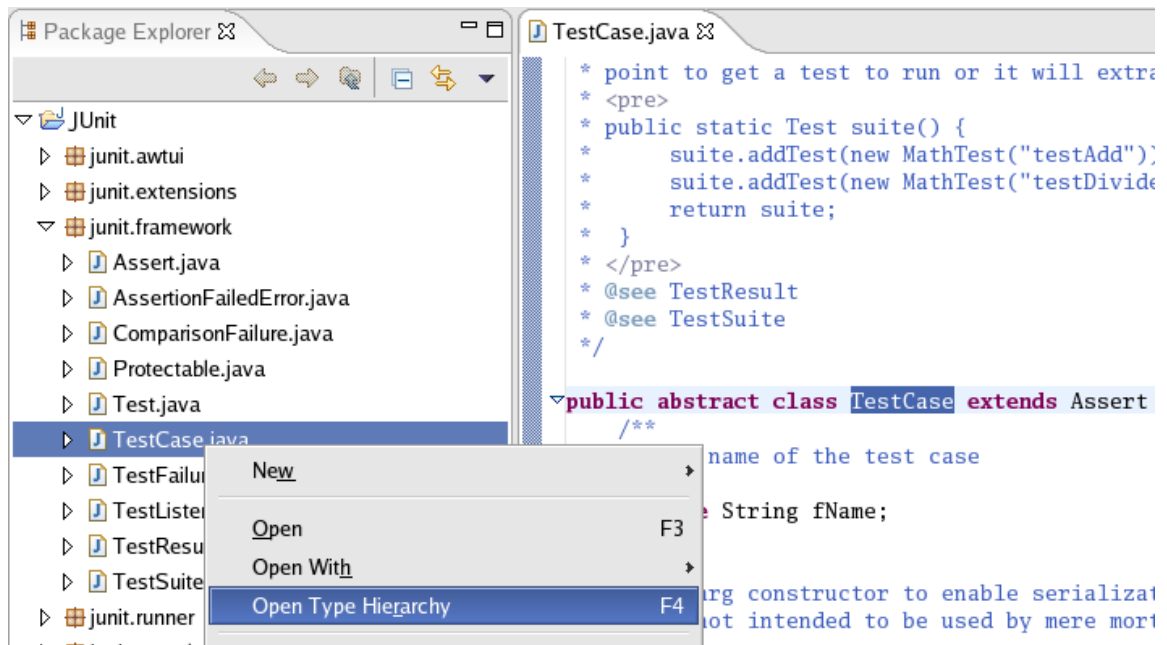 Package Explorer
JUnit
junit.awtui
junit.extensions
junit.framework
Assert.java
AssertionFailedError.java
ComparisonFailure.java
Protectable.java
Test.java
TestCase.java
TestFailu
TestListe
TestResu
TestSuite
junit.runner
New
Open F3
Open With
Open Type Hierarchy F4
TestCase.java
* point to get a test to run or it will extra
* <pre>
* public static Test suite() {
* suite.addTest(new MathTest("testAdd"))
* suite.addTest(new MathTest("testDivide
* return suite;
* }
* </pre>
* @see TestResult
* @see TestSuite
*/
public abstract class TestCase extends Assert
/**
name of the test case
e String fName;
arg constructor to enable serializat
not intended to be used by mere mort